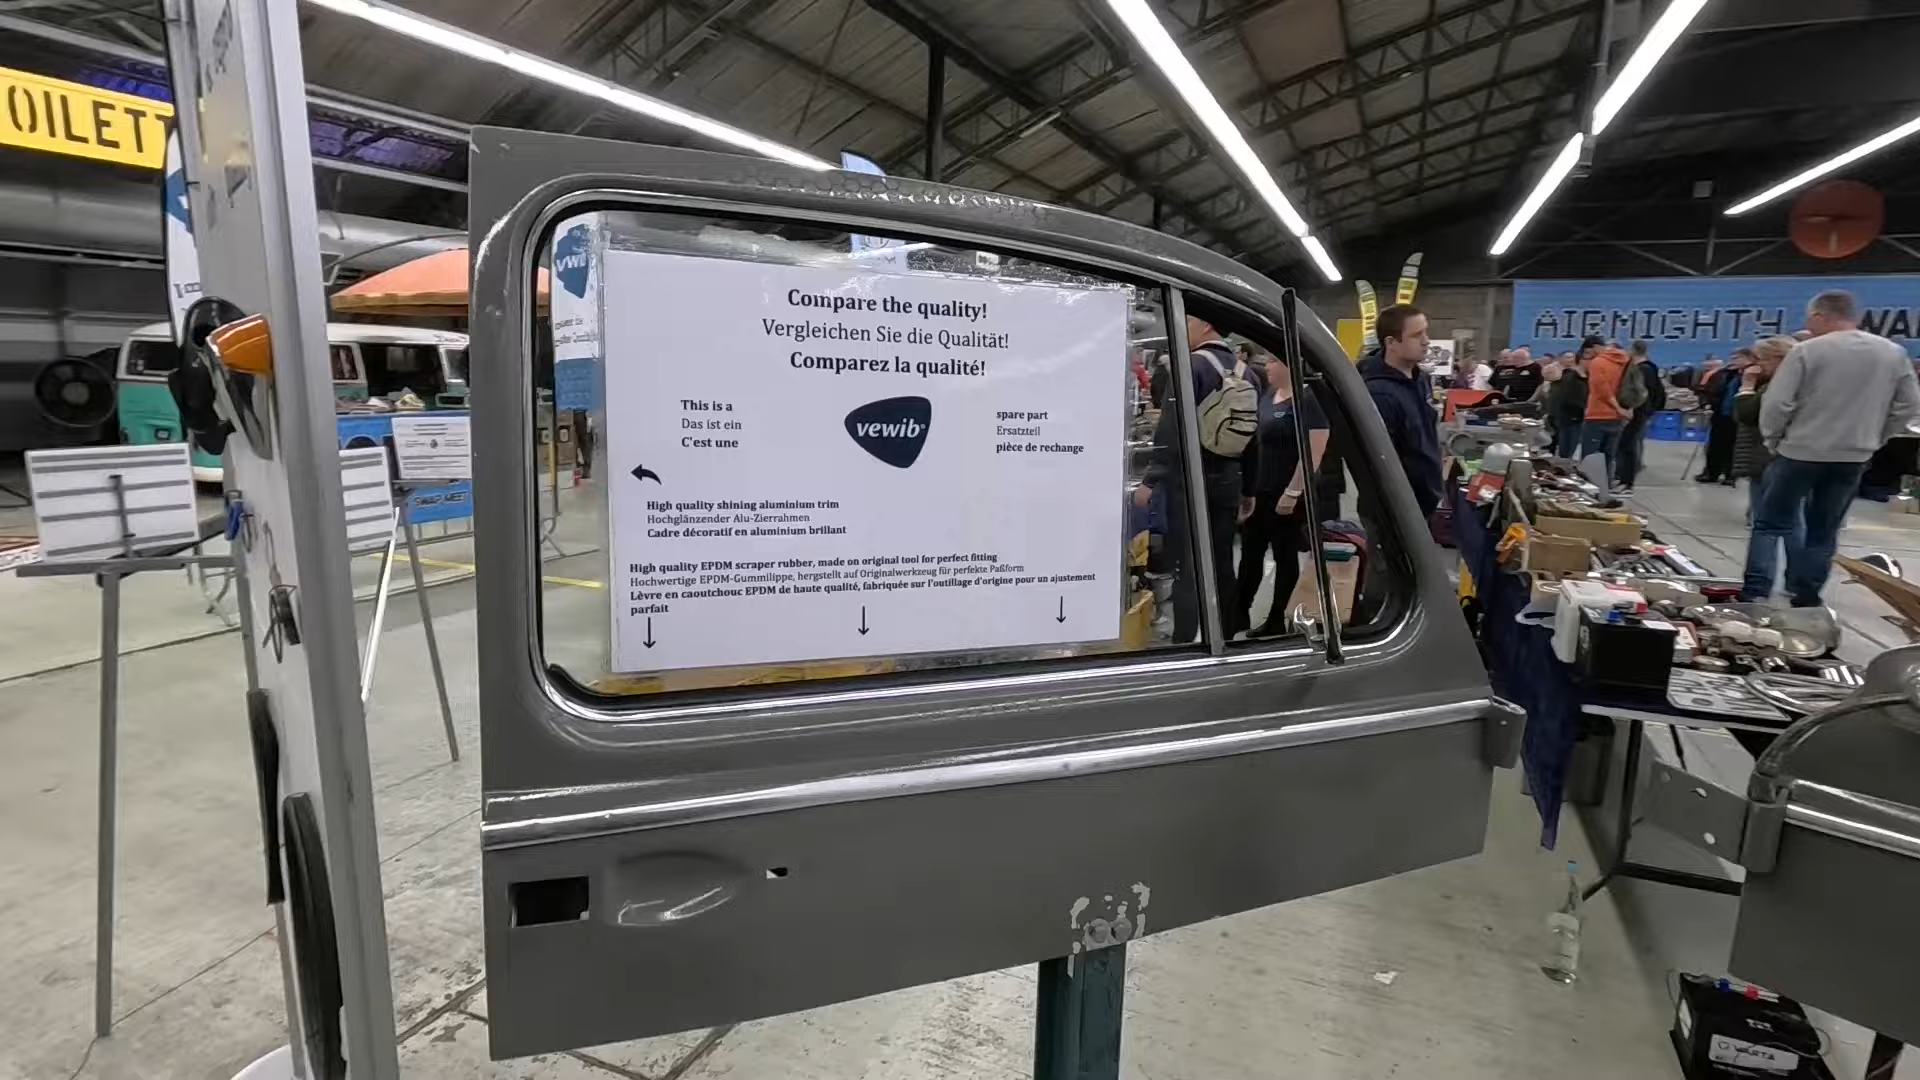 OILETT
VW
Compare the quality!
Vergleichen Sie die Qualität!
Comparez la qualité!
This is a
Das ist ein
C'est une
vewib®
spare part
Ersatzteil
pièce de rechange
High quality shining aluminium trim
Hochglänzender Alu-Zierrahmen
Cadre décoratif en aluminium brillant
High quality EPDM scraper rubber, made on original tool for perfect fitting
Hochwertige EPDM-Gummilippe, hergstellt auf Originalwerkzeug für perfekte Paßform
Lèvre en caoutchouc EPDM de haute qualité, fabriquée sur l'outillage d'origine pour un ajustement
parfait
AIRMIGHTY
WAP
SWAP MEET
VARTA